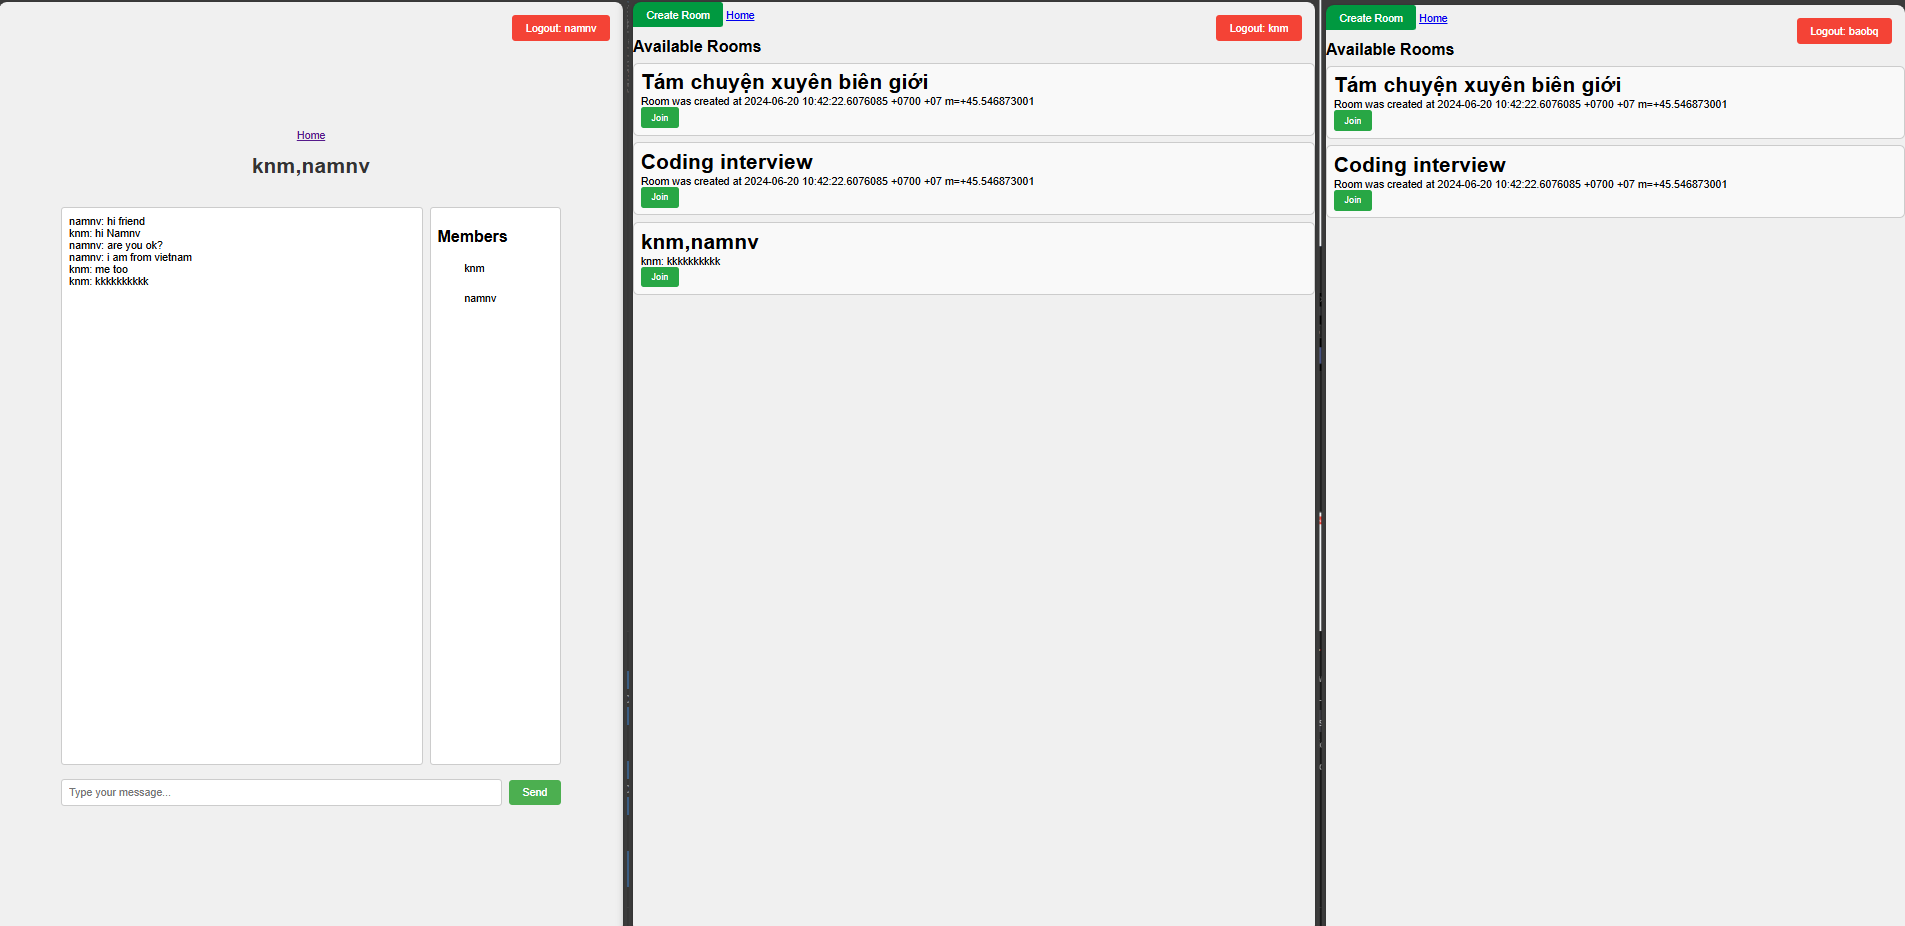 Logout: namnv
Home
knm,namnv
namnv: hi friend
knm: hi Namnv
namnv: are you ok?
namnv: i am from vietnam
knm: me too
knm: kkkkkkkkkk
Members
knm
namnv
Type your message...
Send
Create Room Home
Logout: knm
Available Rooms
Tám chuyện xuyên biên giới
Room was created at 2024-06-20 10:42:22.6076085 +0700 +07 m=+45.546873001
Join
Coding interview
Room was created at 2024-06-20 10:42:22.6076085 +0700 +07 m=+45.546873001
Join
knm,namnv
knm: kkkkkkkkkk
Join
Create Room Home
Logout: baobq
Available Rooms
Tám chuyện xuyên biên giới
Room was created at 2024-06-20 10:42:22.6076085 +0700 +07 m=+45.546873001
Join
Coding interview
Room was created at 2024-06-20 10:42:22.6076085 +0700 +07 m=+45.546873001
Join